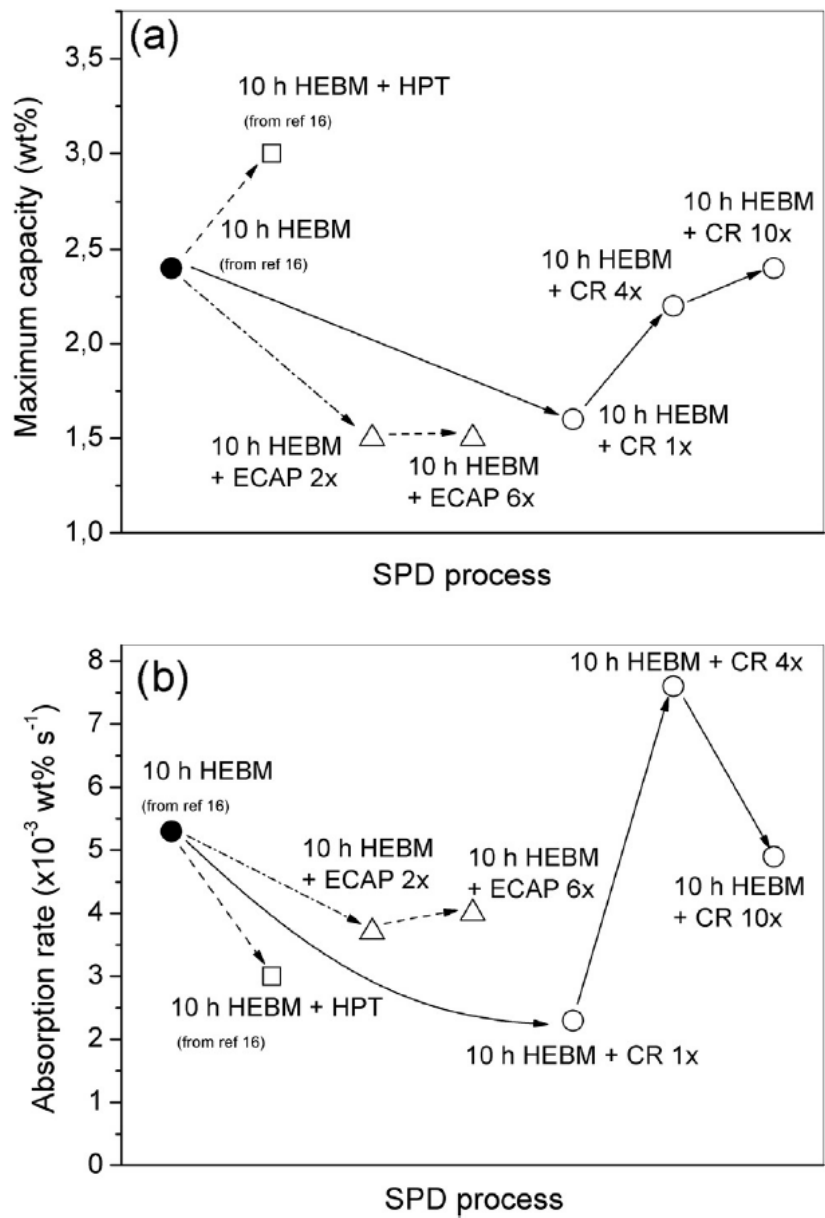 (a)
Maximum capacity (wt%)
3,5
3,0
2,5
2,0
1,5
1,0
10 h HEBM + HPT
(from ref 16)
10 h HEBM
(from ref 16)
10 h HEBM
+ ECAP 2x
10 h HEBM
+ ECAP 6x
10 h HEBM
+ CR 1x
10 h HEBM
+ CR 4x
10 h HEBM
+ CR 10x
SPD process
(b)
Absorption rate (x10⁻³ wt% s⁻¹)
8
7
6
5
4
3
2
1
0
10 h HEBM
(from ref 16)
10 h HEBM + HPT
(from ref 16)
10 h HEBM
+ ECAP 2x
10 h HEBM
+ ECAP 6x
10 h HEBM + CR 1x
10 h HEBM + CR 4x
10 h HEBM
+ CR 10x
SPD process